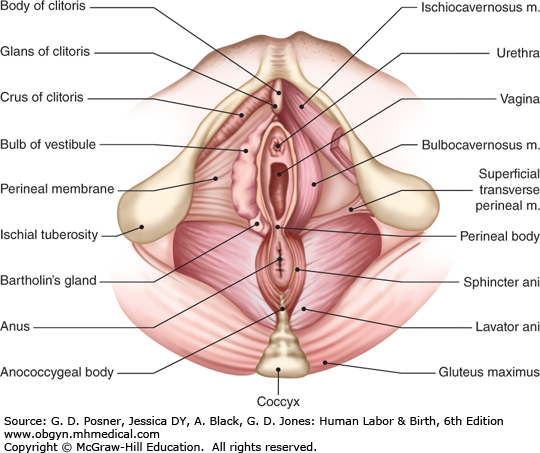 Body of clitoris
Glans of clitoris
Crus of clitoris
Bulb of vestibule
Perineal membrane
Ischial tuberosity
Bartholin's gland
Anus
Anococcygeal body
Ischiocavernosus m.
Urethra
Vagina
Bulbocavernosus m.
Superficial
transverse
perineal m.
Perineal body
Sphincter ani
Lavator ani
Gluteus maximus
Coccyx
Source: G. D. Posner, Jessica DY, A. Black, G. D. Jones: Human Labor & Birth, 6th Edition
www.obgyn.mhmedical.com
Copyright © McGraw-Hill Education. All rights reserved.